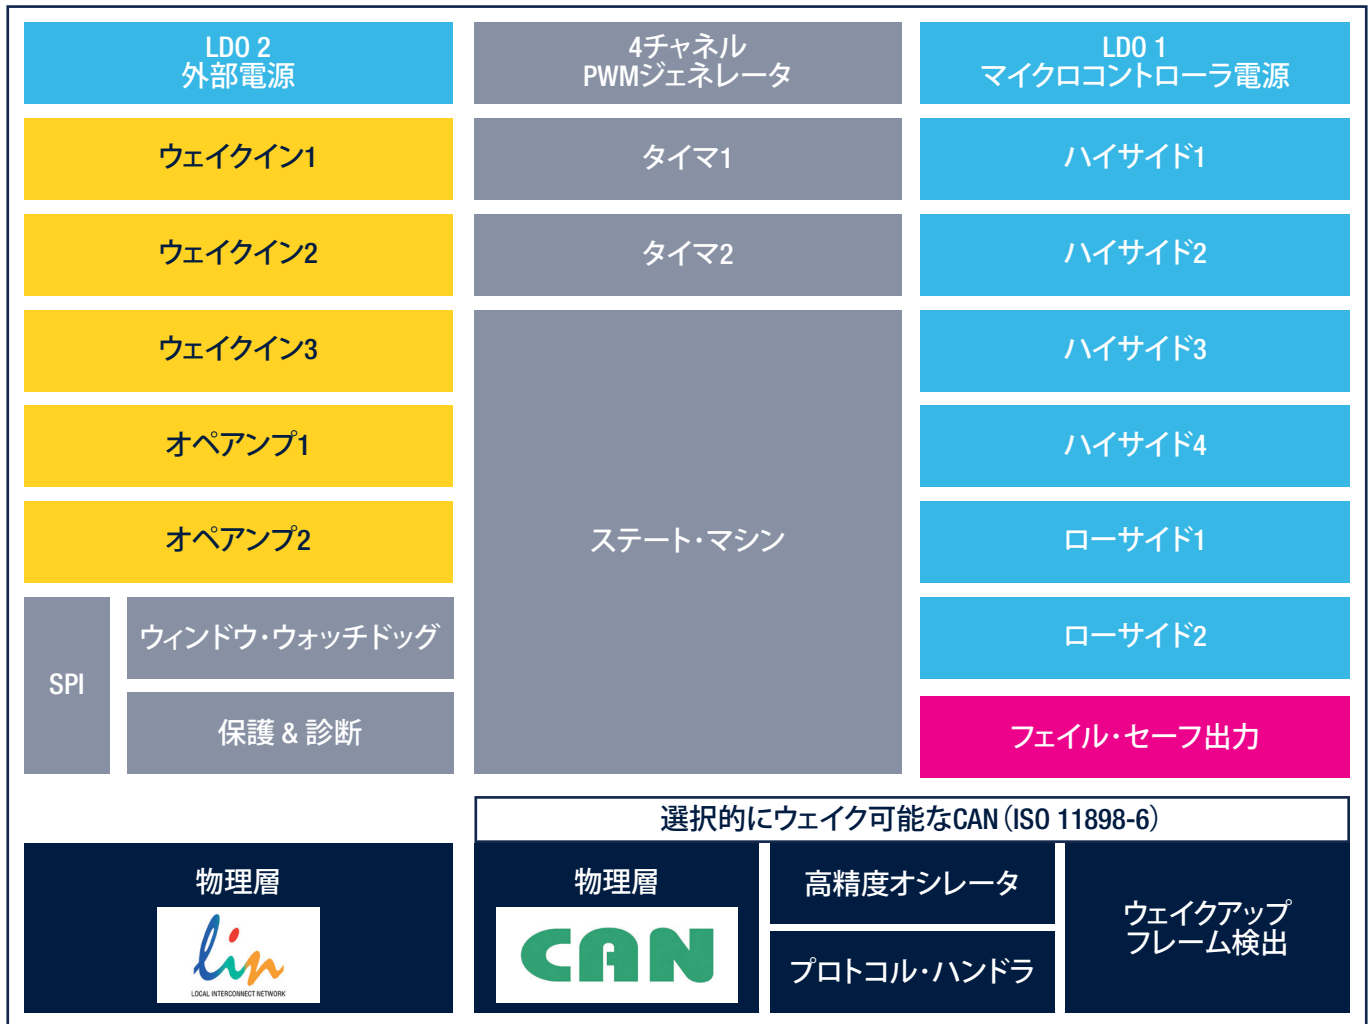 LDO 2
外部電源
4チャネル
PWMジェネレータ
LDO 1
マイクロコントローラ電源
ウェイクイン1
タイマ1
ハイサイド1
ウェイクイン2
タイマ2
ハイサイド2
ウェイクイン3
ハイサイド3
オペアンプ1
ハイサイド4
オペアンプ2
ステート・マシン
ローサイド1
SPI
ウィンドウ・ウォッチドッグ
ローサイド2
保護 & 診断
フェイル・セーフ出力
選択的にウェイク可能なCAN（ISO 11898-6）
物理層
lin
LOCAL INTERCONNECT NETWORK
物理層
CAN
高精度オシレータ
プロトコル・ハンドラ
ウェイクアップ
フレーム検出